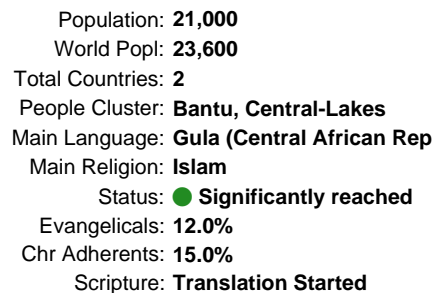 Population: 21,000
World Popl: 23,600
Total Countries: 2
People Cluster: Bantu, Central-Lakes
Main Language: Gula (Central African Rep
Main Religion: Islam
Status: Significantly reached
Evangelicals: 12.0%
Chr Adherents: 15.0%
Scripture: Translation Started